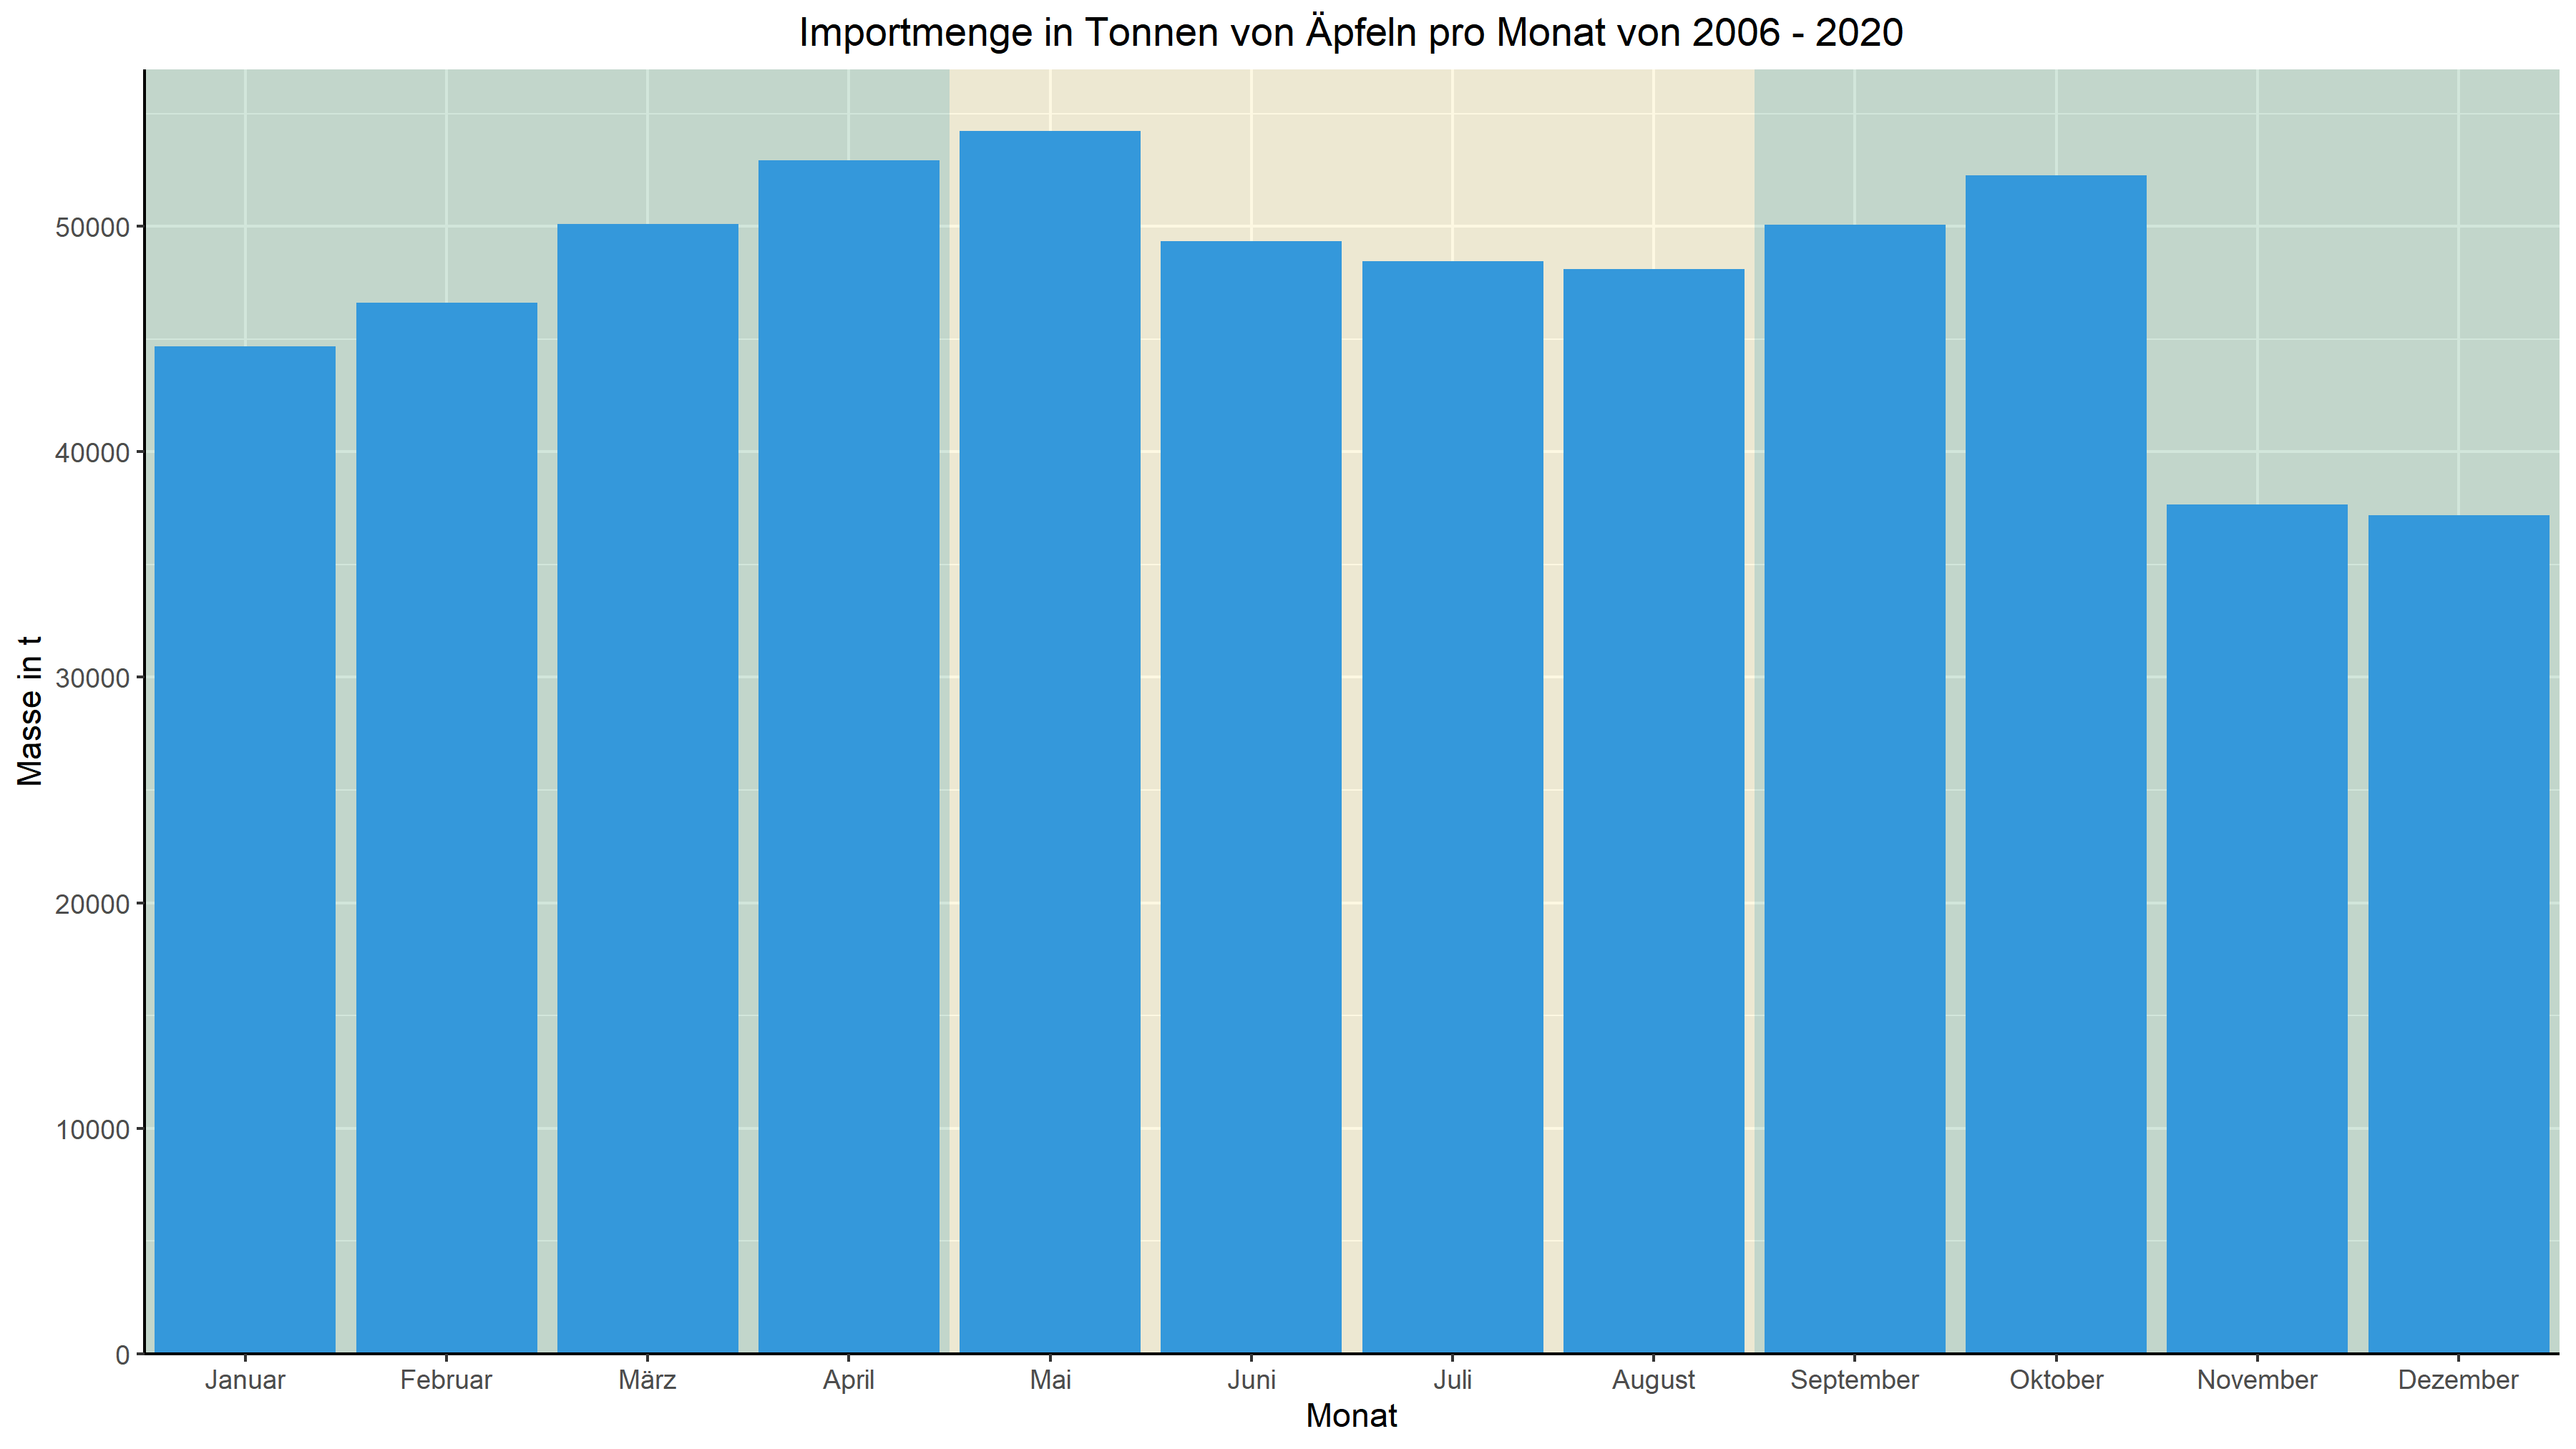 Importmenge in Tonnen von Äpfeln pro Monat von 2006 - 2020
Masse in t
50000
40000
30000
20000
10000
0
Januar Februar März April Mai Juni Juli August September Oktober November Dezember
Monat